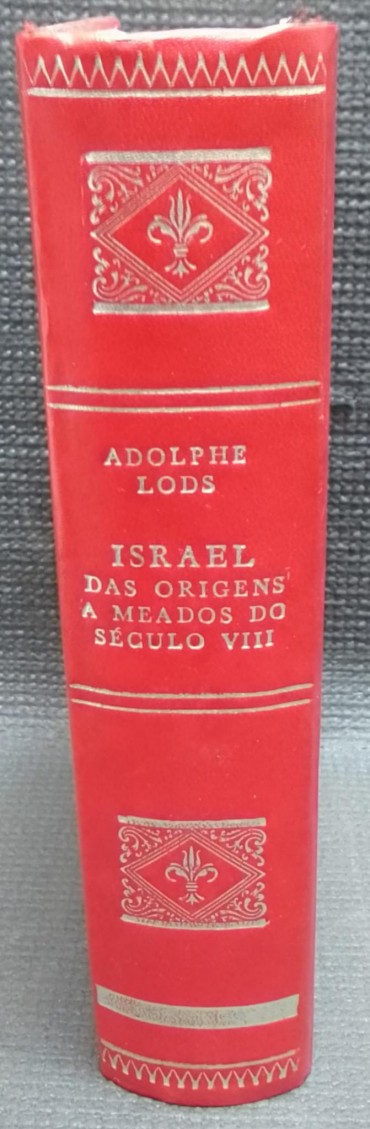 ADOLPHE
LODS
ISRAEL
DAS ORIGENS
A MEADOS DO
SÉCULO VIII